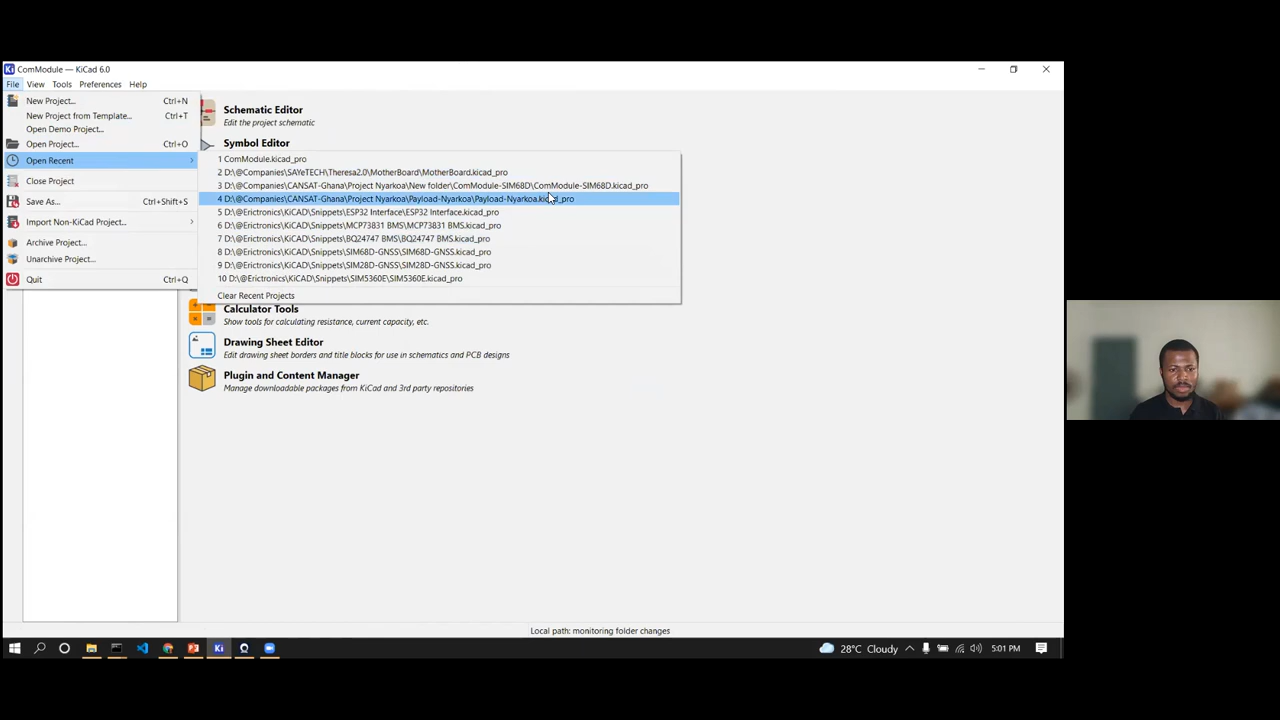 ComModule — KiCad 6.0
File View Tools Preferences Help
New Project... Ctrl+N
New Project from Template... Ctrl+T
Open Demo Project...
Open Project... Ctrl+O
Open Recent
Close Project
Save As... Ctrl+Shift+S
Import Non-KiCad Project...
Archive Project...
Unarchive Project...
Quit Ctrl+Q
Schematic Editor
Edit the project schematic
Symbol Editor
1 ComModule.kicad_pro
2 D:\@Companies\SAYeTECH\Theresa2.0\MotherBoard\MotherBoard.kicad_pro
3 D:\@Companies\CANSAT-Ghana\Project Nyarkoa\New folder\ComModule-SIM68D\ComModule-SIM68D.kicad_pro
4 D:\@Companies\CANSAT-Ghana\Project Nyarkoa\Payload-Nyarkoa\Payload-Nyarkoa.kicad_pro
5 D:\@Erictronics\KiCAD\Snippets\ESP32 Interface\ESP32 Interface.kicad_pro
6 D:\@Erictronics\KiCAD\Snippets\MCP73831 BMS\MCP73831 BMS.kicad_pro
7 D:\@Erictronics\KiCAD\Snippets\BQ24747 BMS\BQ24747 BMS.kicad_pro
8 D:\@Erictronics\KiCAD\Snippets\SIM68D-GNSS\SIM68D-GNSS.kicad_pro
9 D:\@Erictronics\KiCAD\Snippets\SIM28D-GNSS\SIM28D-GNSS.kicad_pro
10 D:\@Erictronics\KiCAD\Snippets\SIM5360E\SIM5360E.kicad_pro
Clear Recent Projects
Calculator Tools
Show tools for calculating resistance, current capacity, etc.
Drawing Sheet Editor
Edit drawing sheet borders and title blocks for use in schematics and PCB designs
Plugin and Content Manager
Manage downloadable packages from KiCad and 3rd party repositories
Local path: monitoring folder changes
28°C Cloudy 5:01 PM